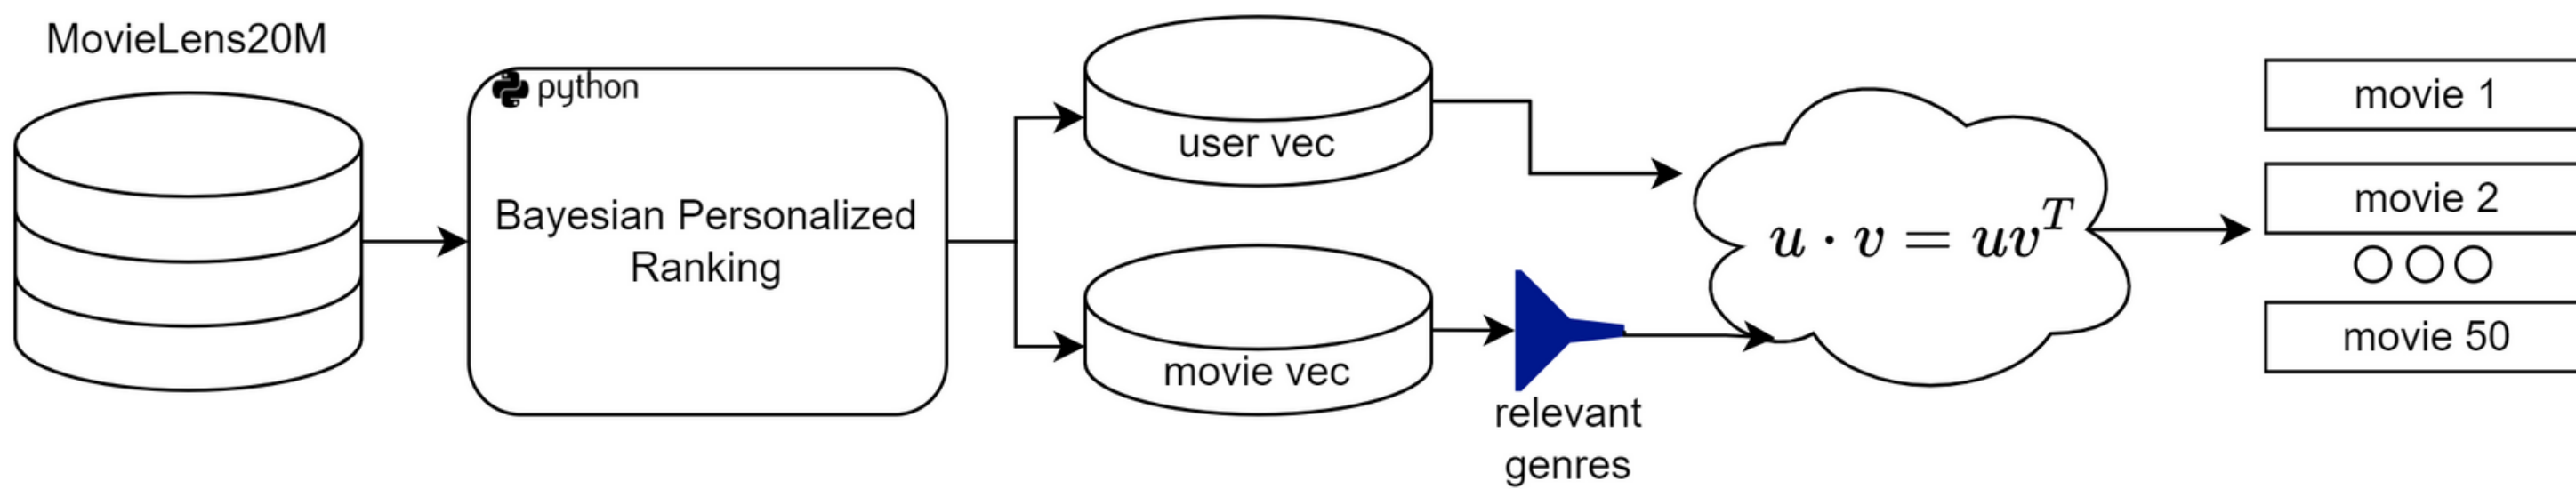 MovieLens20M
python
Bayesian Personalized
Ranking
user vec
movie vec
relevant
genres
u · v = uv^T
movie 1
movie 2
movie 50